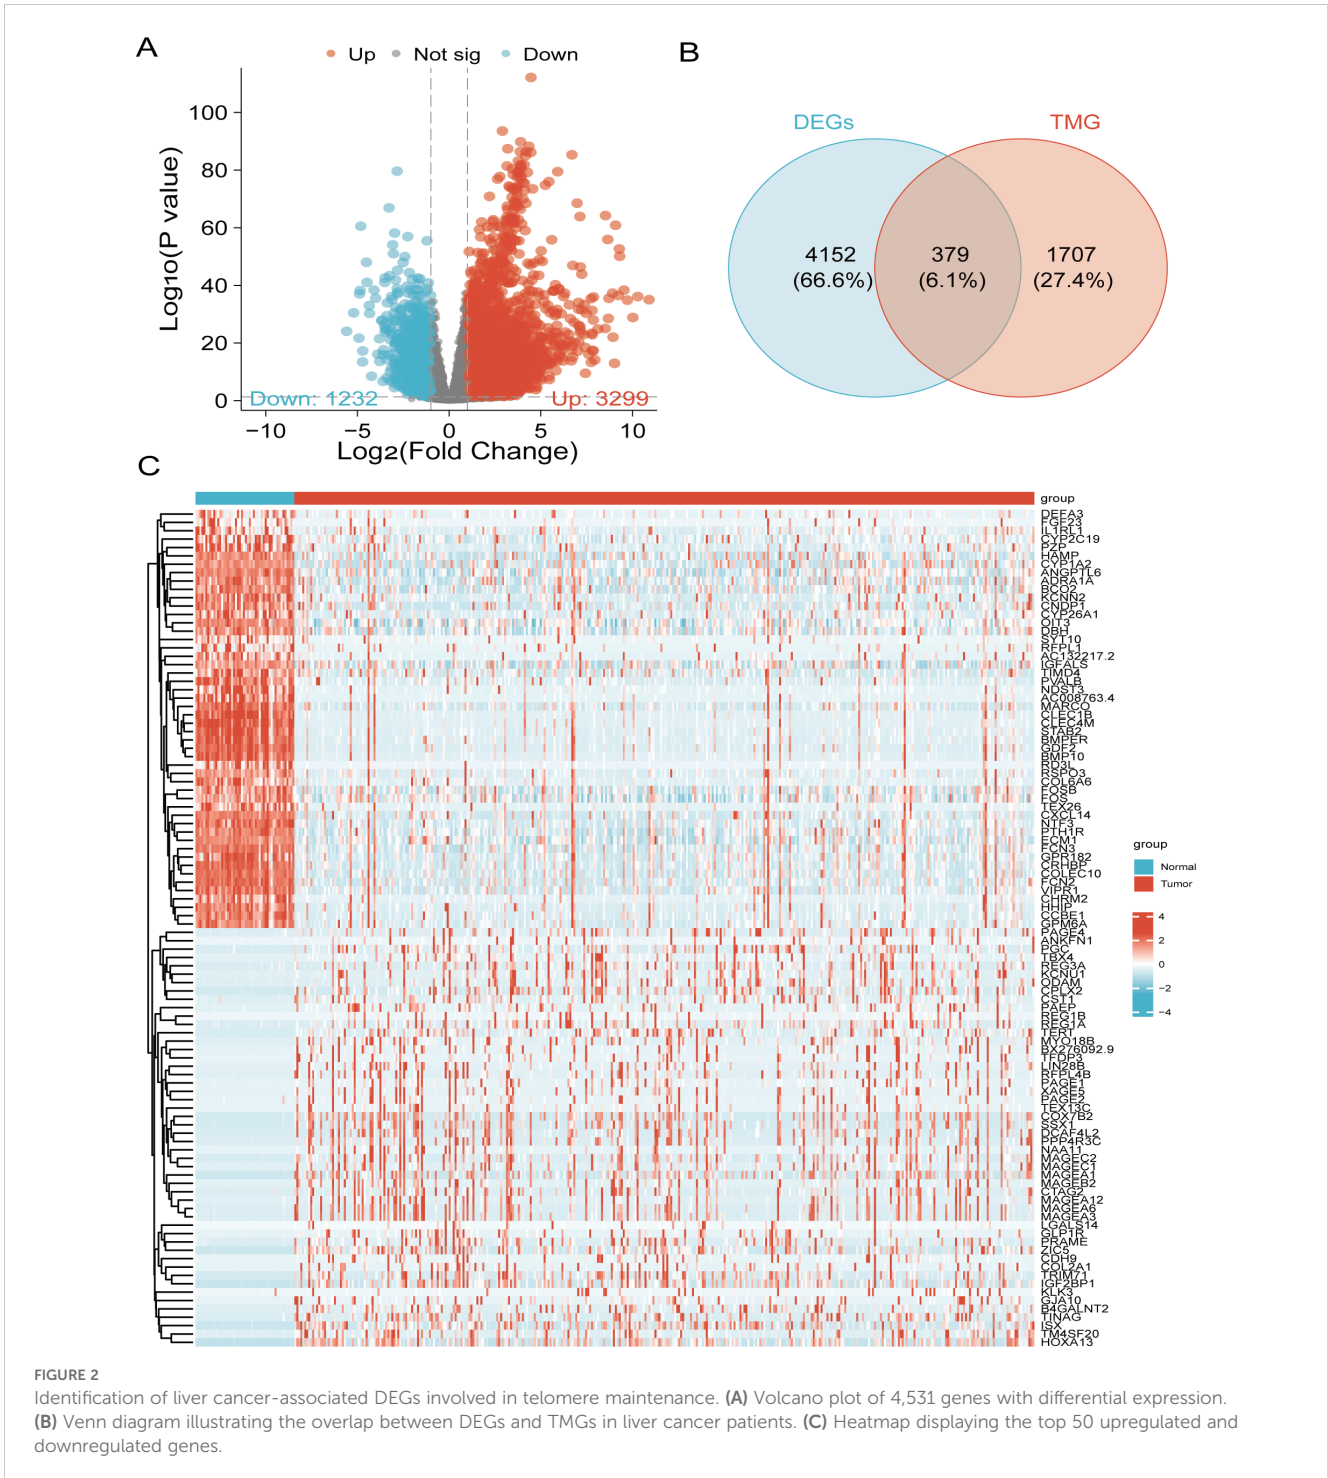 A
Up Not sig Down
100
80
60
40
20
0
Log10(P value)
Down: 1232 Up: 3299
−10 −5 0 5 10
Log2(Fold Change)
B
DEGs TMG
4152 379 1707
(66.6%) (6.1%) (27.4%)
C
group
DEFA3
FGF23
IL1RL1
CYP2C19
PZP
HAMP
CYP1A2
ANGPTL6
ADRA1A
BCO2
KCNN2
CNDP1
CYP26A1
OIT3
DBH
SYT10
RFPL1
AC132217.2
IGFALS
TIMD4
PVALB
NDST3
AC008763.4
MARCO
CLEC1B
CLEC4M
STAB2
BMPER
GDF2
BMP10
RD3L
RSPO3
COL6A6
FOSB
FOS
TEX26
CXCL14
NTF3
PTH1R
ECM1
FCN3
GPR182
CRHBP
COLEC10
FCN2
VIPR1
CHRM2
HHIP
CCBE1
GPM6A
PAGE4
ANKFN1
PGC
TBX4
REG3A
KCNU1
ODAM
CPLX2
CST1
PAEP
REG1B
REG1A
TERT
MYO18B
BX276092.9
TFDP3
LIN28B
RFPL4B
PAGE1
XAGE5
PAGE2
TEX13C
COX7B2
SSX1
DCAF4L2
PPP4R3C
NAA11
MAGEC2
MAGEC1
MAGEA1
MAGEB2
CTAG2
MAGEA12
MAGEA6
MAGEA3
LGALS14
GLP1R
PRAME
ZIC5
CDH9
COL2A1
TRIM71
IGF2BP1
KLK3
GJA10
B4GALNT2
TINAG
ISX
TM4SF20
HOXA13
group
Normal
Tumor
4
2
0
−2
−4
FIGURE 2
Identification of liver cancer-associated DEGs involved in telomere maintenance. (A) Volcano plot of 4,531 genes with differential expression.
(B) Venn diagram illustrating the overlap between DEGs and TMGs in liver cancer patients. (C) Heatmap displaying the top 50 upregulated and
downregulated genes.